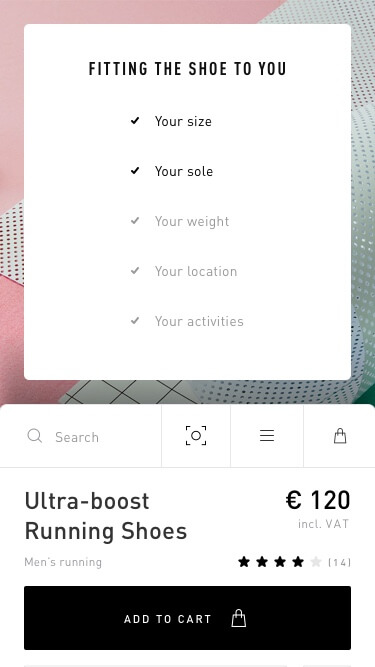 FITTING THE SHOE TO YOU
Your size
Your sole
Your weight
Your location
Your activities
Search
Ultra-boost
Running Shoes
€ 120
incl. VAT
Men's running
(14)
ADD TO CART